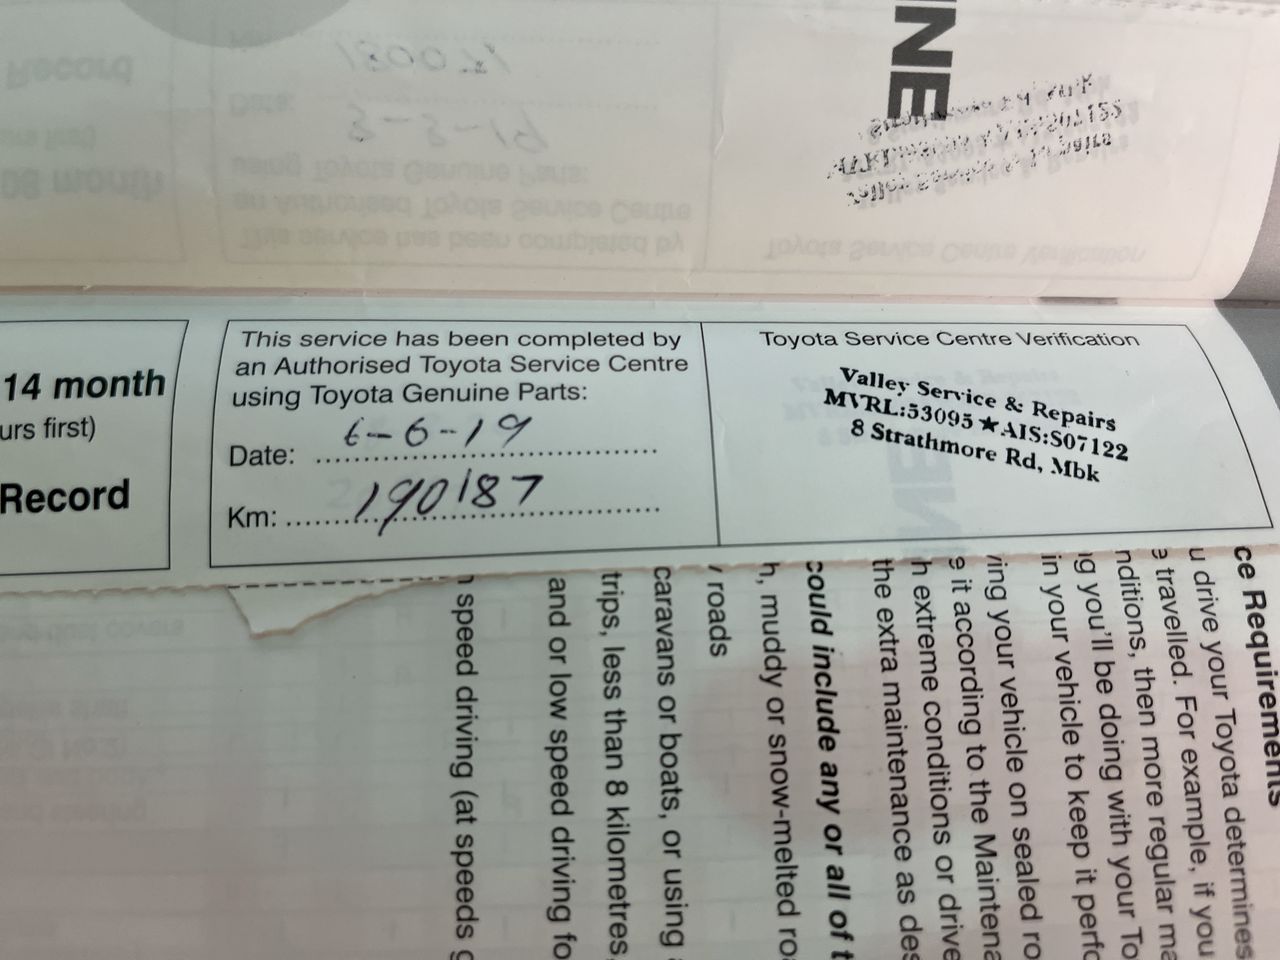 NE
14 month
urs first)
Record
This service has been completed by
an Authorised Toyota Service Centre
using Toyota Genuine Parts:
Date: 6-6-19
Km: 190187
Toyota Service Centre Verification
Valley Service & Repairs
MVRL:53095★AIS:S07122
8 Strathmore Rd, Mbk
ce Requirements
u drive your Toyota determines
e travelled. For example, if you
nditions, then more regular ma
ng you'll be doing with your To
in your vehicle to keep it perfo
ving your vehicle on sealed ro
e it according to the Maintena
h extreme conditions or drive
the extra maintenance as des
could include any or all of t
h, muddy or snow-melted roa
roads
caravans or boats, or using
trips, less than 8 kilometres,
and or low speed driving fo
speed driving (at speeds